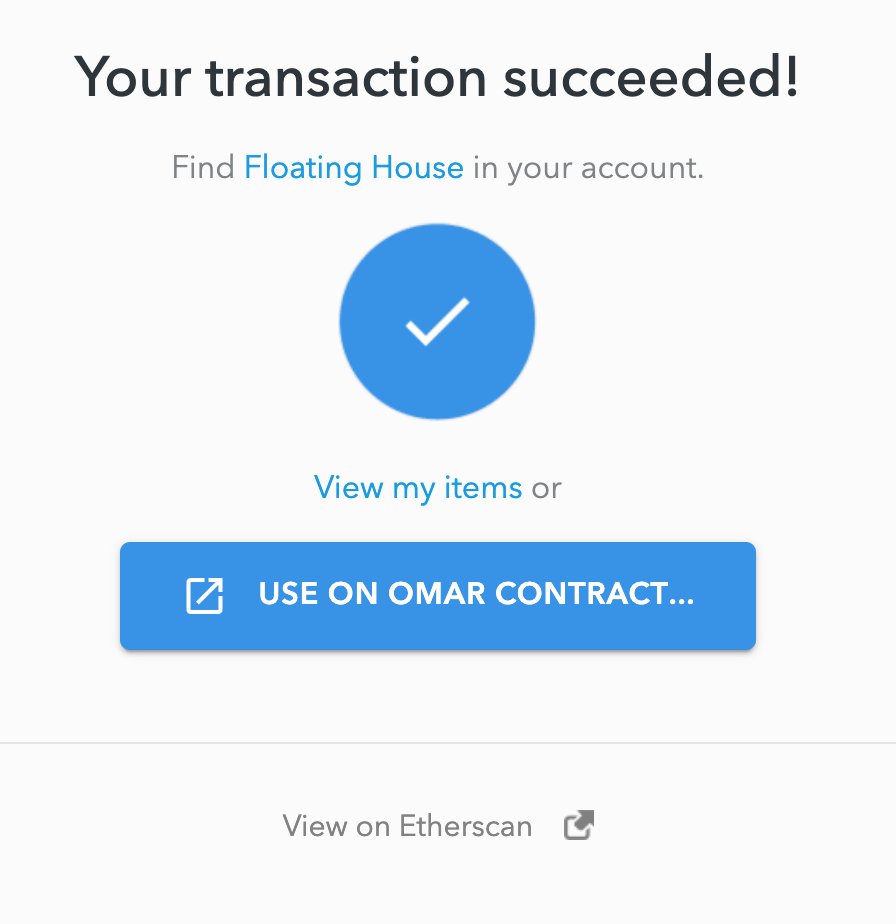 Your transaction succeeded!
Find Floating House in your account.
View my items or
USE ON OMAR CONTRACT...
View on Etherscan